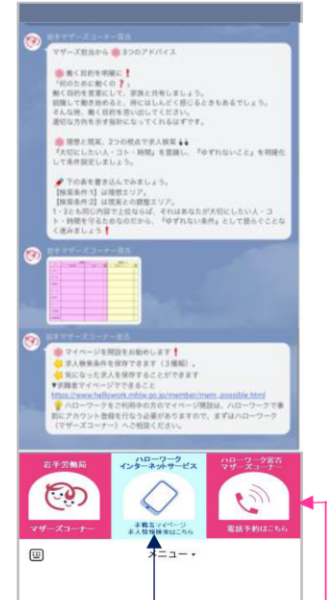 岩手マザーズコーナー宮古
マザーズ担当から🌸3つのアドバイス
🌸働く目的を明確に❗
「何のために働くの❓」
働く目的を言葉にして、家族と共有しましょう。
就職して働き始めると、時にはしんどく感じるときもあるでしょう。
そんな時、働く目的を思い出してください。
適切な方向を示す指針になってくれるはずです。
🌸理想と現実、2つの視点で求人検索👀
『大切にしたい人・コト・時間』を意識し、『ゆずれないこと』を明確化
して条件設定しましょう。
📌下の表を書き込んでみましょう。
【検索条件:1】は理想エリア。
【検索条件:2】は現実との調整エリア。
1・2とも同じ内容で上位ならば、それはあなたが大切にしたい人・コ
ト・時間を守るためなのだから、『ゆずれない条件』として揺らぐことな
く進みましょう❗
岩手マザーズコーナー宮古
岩手マザーズコーナー宮古
🌸マイページを開設をお勧めします❗
求人検索条件を保存できます(3種類)。
気になった求人を保存することができます
▼求職者マイページでできること
https://www.hellowork.mhlw.go.jp/member/mem_possible.html
💡ハローワークをご利用中の方のマイページ開設は、ハローワークで事
前にアカウント登録を行なう必要がありますので、まずはハローワーク
(マザーズコーナー)へご相談ください。
岩手労働局
マザーズコーナー
ハローワーク
インターネットサービス
求職者マイページ
求人情報検索はこちら
ハローワーク宮古
マザーズコーナー
電話予約はこちら
メニュー▾